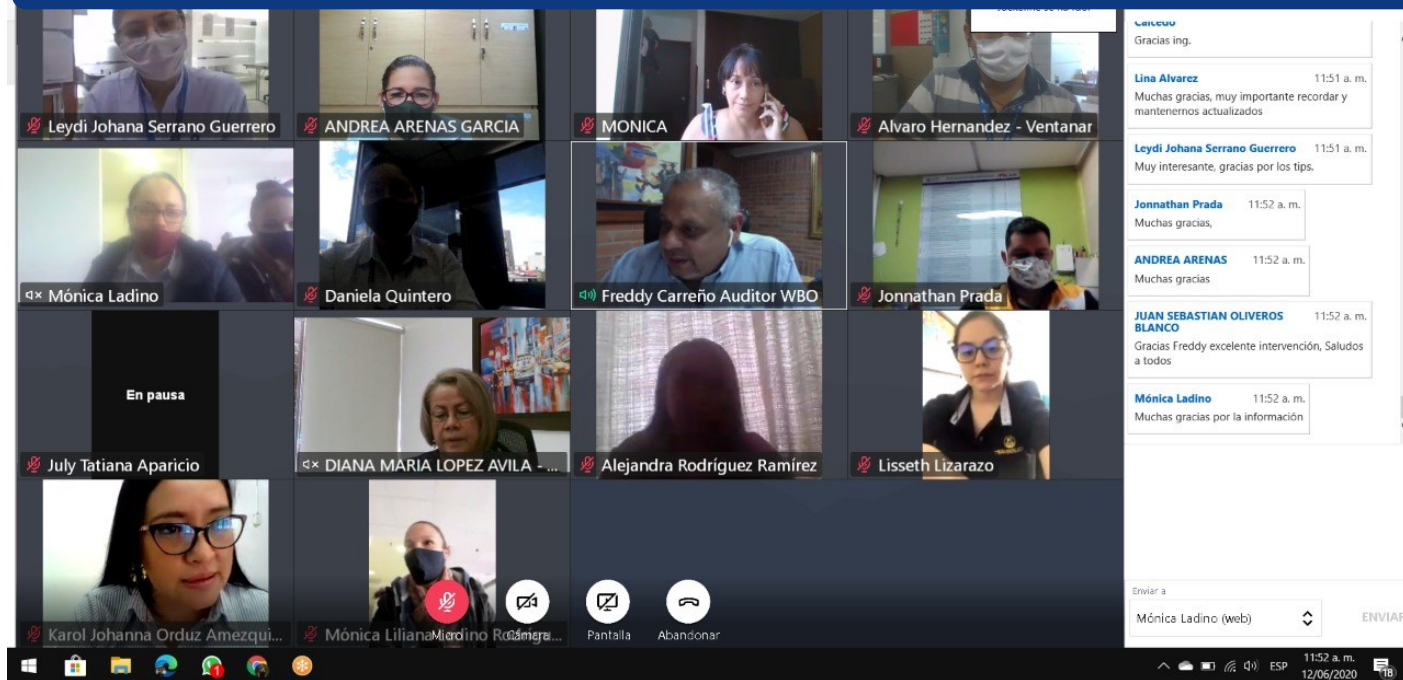 Leydi Johana Serrano Guerrero
ANDREA ARENAS GARCIA
MONICA
Alvaro Hernandez - Ventanar
Mónica Ladino
Daniela Quintero
Freddy Carreño Auditor WBO
Jonnathan Prada
En pausa
July Tatiana Aparicio
DIANA MARIA LOPEZ AVILA - ...
Alejandra Rodríguez Ramírez
Lisseth Lizarazo
Karol Johanna Orduz Amezqui...
Mónica Liliana
Micro
Cámara
Pantalla
Abandonar
Caicedo
Gracias ing.
Lina Alvarez 11:51 a. m.
Muchas gracias, muy importante recordar y
mantenernos actualizados
Leydi Johana Serrano Guerrero 11:51 a. m.
Muy interesante, gracias por los tips.
Jonnathan Prada 11:52 a. m.
Muchas gracias,
ANDREA ARENAS 11:52 a. m.
Muchas gracias
JUAN SEBASTIAN OLIVEROS 11:52 a. m.
BLANCO
Gracias Freddy excelente intervención, Saludos
a todos
Mónica Ladino 11:52 a. m.
Muchas gracias por la información
Enviar a
Mónica Ladino (web)
ENVIAR
1
ESP
11:52 a. m.
12/06/2020
18